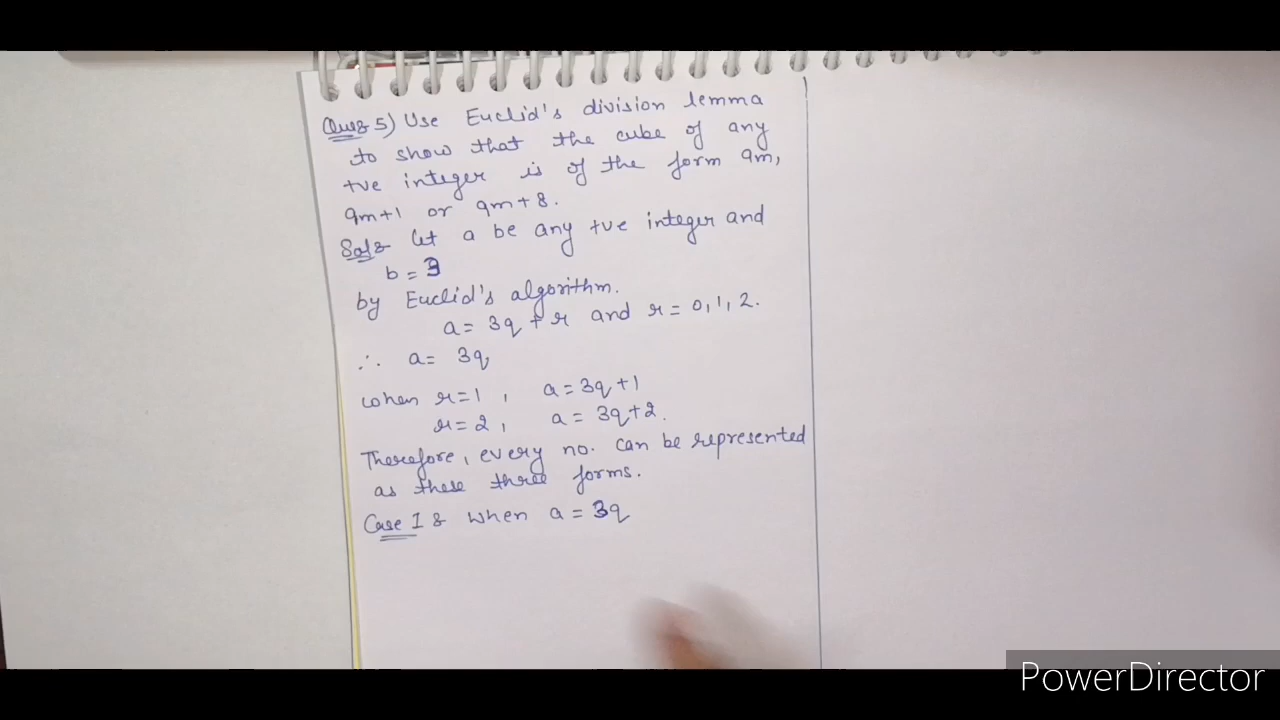 Ques 5) Use Euclid's division lemma
to show that the cube of any
+ve integer is of the form 9m,
9m+1 or 9m+8.
Sol: Let a be any +ve integer and
b = 3
by Euclid's algorithm.
a = 3q + r and r = 0, 1, 2.
∴ a = 3q
when r=1, a=3q+1
r=2, a=3q+2.
Therefore, every no. can be represented
as these three forms.
Case I: when a = 3q
PowerDirector